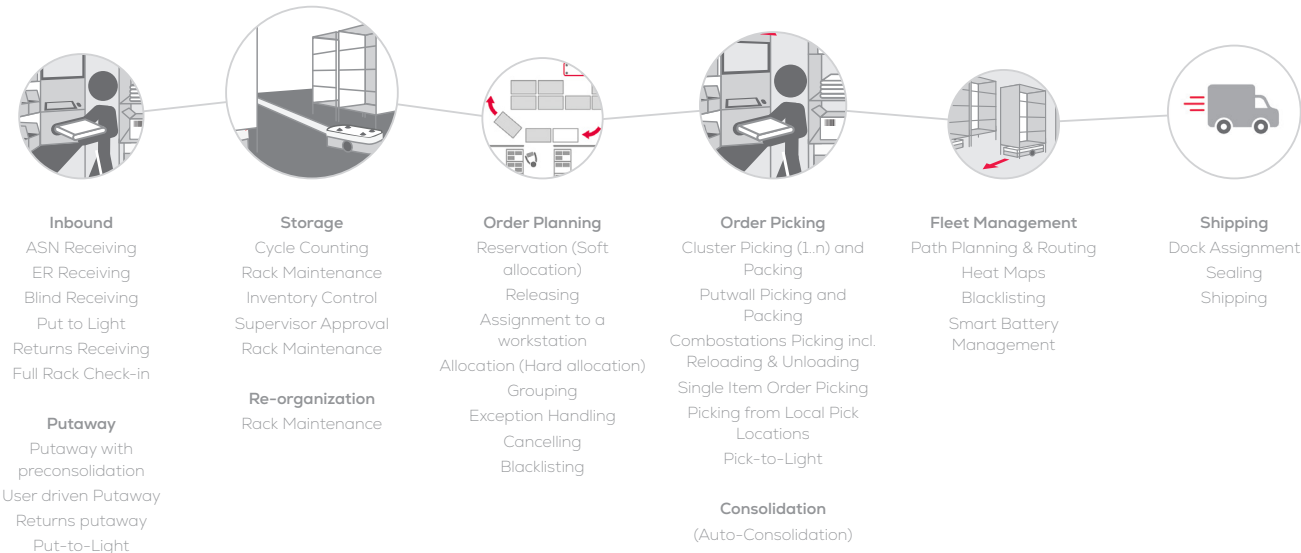 Inbound
ASN Receiving
ER Receiving
Blind Receiving
Put to Light
Returns Receiving
Full Rack Check-in
Putaway
Putaway with
preconsolidation
User driven Putaway
Returns putaway
Put-to-Light
Storage
Cycle Counting
Rack Maintenance
Inventory Control
Supervisor Approval
Rack Maintenance
Re-organization
Rack Maintenance
Order Planning
Reservation (Soft
allocation)
Releasing
Assignment to a
workstation
Allocation (Hard allocation)
Grouping
Exception Handling
Cancelling
Blacklisting
Order Picking
Cluster Picking (1..n) and
Packing
Putwall Picking and
Packing
Combostations Picking incl.
Reloading & Unloading
Single Item Order Picking
Picking from Local Pick
Locations
Pick-to-Light
Consolidation
(Auto-Consolidation)
Fleet Management
Path Planning & Routing
Heat Maps
Blacklisting
Smart Battery
Management
Shipping
Dock Assignment
Sealing
Shipping